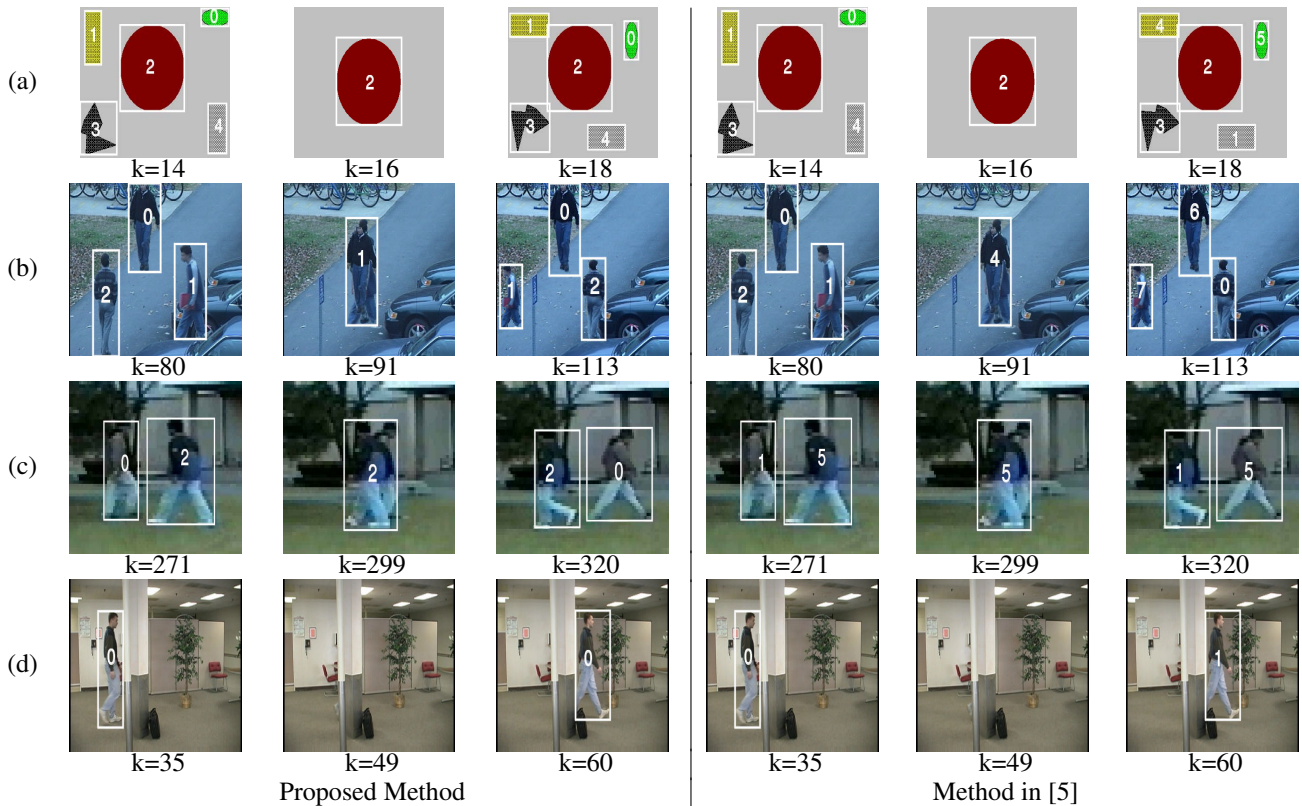 (a)
1 0 2 3 4
2
1 2 0 3 4
1 0 2 3 4
2
4 2 5 3 1
k=14 k=16 k=18 k=14 k=16 k=18
(b)
0 2 1
1
0 1 2
0 2 1
4
6 7 0
k=80 k=91 k=113 k=80 k=91 k=113
(c)
0 2
2
2 0
1 5
5
1 5
k=271 k=299 k=320 k=271 k=299 k=320
(d)
0
0
0
1
k=35 k=49 k=60 k=35 k=49 k=60
Proposed Method Method in [5]